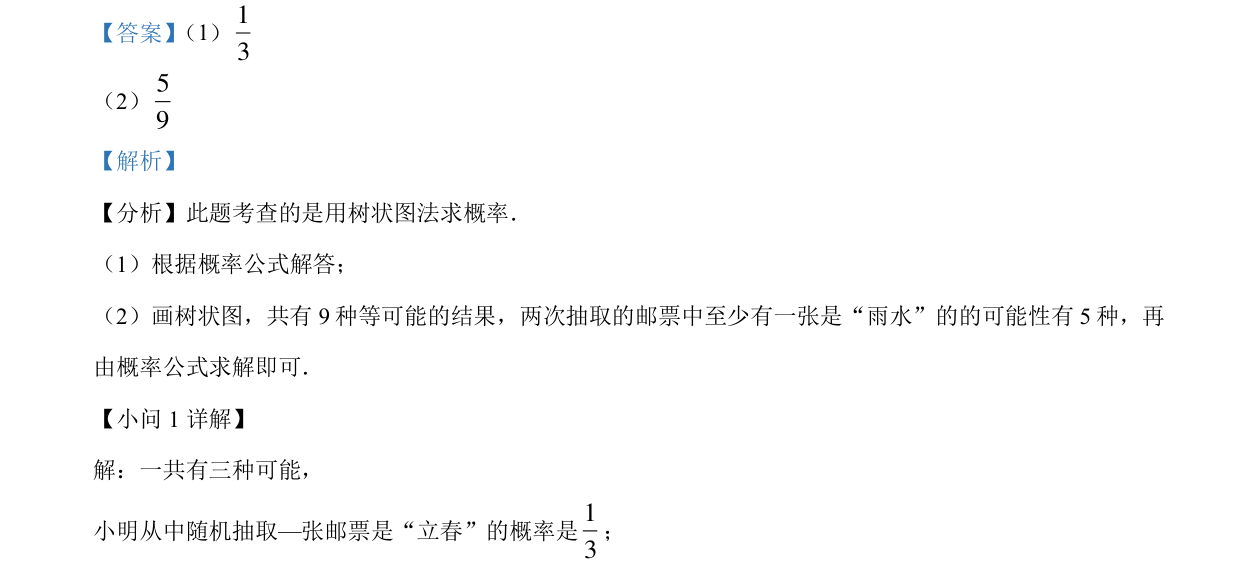 【答案】（1）1/3
（2）5/9
【解析】
【分析】此题考查的是用树状图法求概率．
（1）根据概率公式解答；
（2）画树状图，共有 9 种等可能的结果，两次抽取的邮票中至少有一张是“雨水”的的可能性有 5 种，再
由概率公式求解即可．
【小问 1 详解】
解：一共有三种可能，
小明从中随机抽取—张邮票是“立春”的概率是1/3；